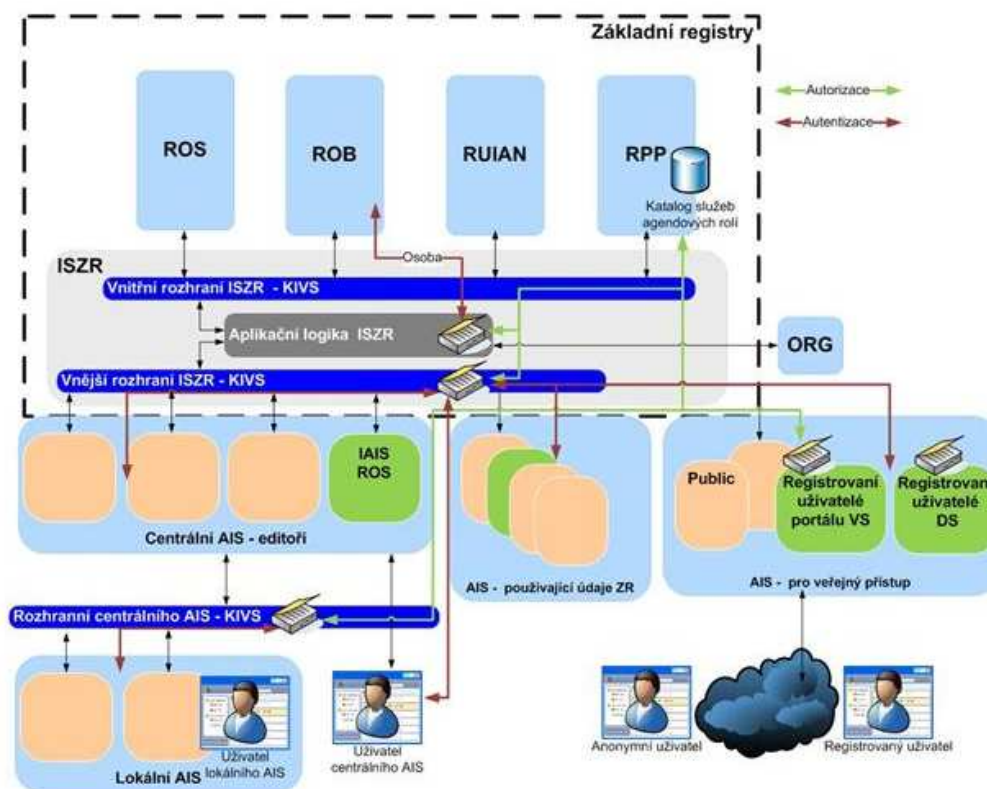 Základní registry
Autorizace
Autentizace
ROS
ROB
RUIAN
RPP
Katalog služeb
agendových rolí
ISZR
Osoba
Vnitřní rozhraní ISZR - KIVS
Aplikační logika ISZR
ORG
Vnější rozhraní ISZR - KIVS
IAIS
ROS
Public
Registrovaní
uživatelé
portálu VS
Registrovan
uživatelé
DS
Centrální AIS - editoři
AIS - používající údaje ZR
AIS - pro veřejný přístup
Rozhranní centrálního AIS - KIVS
Uživatel
lokálního AIS
Uživatel
centrálního AIS
Anonymní uživatel
Registrovaný uživatel
Lokální AIS